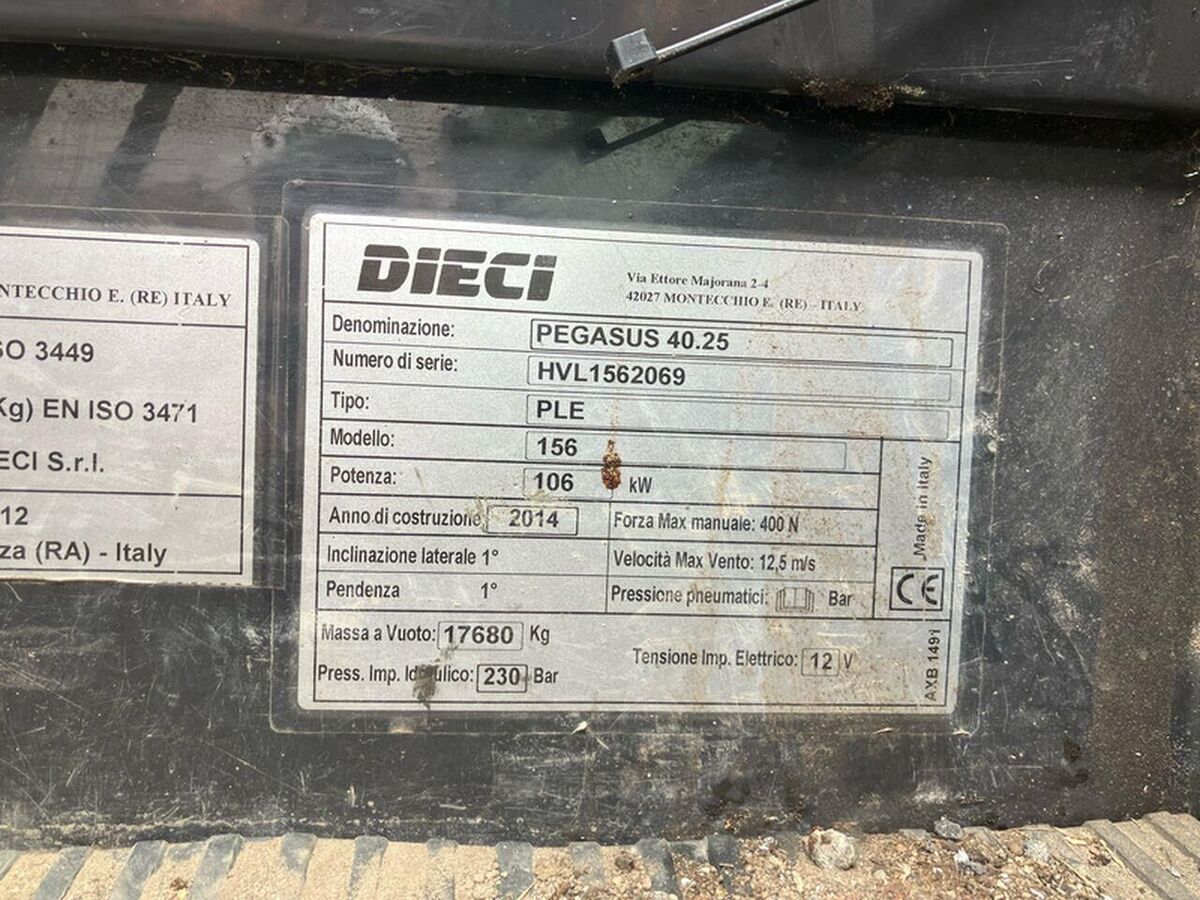 NTECCHIO E. (RE) ITALY
SO 3449
Kg) EN ISO 3471
ECI S.r.l.
12
za (RA) - Italy
DIECI
Via Ettore Majorana 2-4
42027 MONTECCHIO E. (RE) - ITALY
Denominazione: PEGASUS 40.25
Numero di serie: HVL1562069
Tipo: PLE
Modello: 156
Potenza: 106 kW
Anno di costruzione 2014 Forza Max manuale: 400 N
Inclinazione laterale 1° Velocità Max Vento: 12,5 m/s
Pendenza 1° Pressione pneumatici: Bar
Made in Italy
CE
Massa a Vuoto: 17680 Kg
Press. Imp. Idraulico: 230 Bar
Tensione Imp. Elettrico: 12 V
AXB 1491